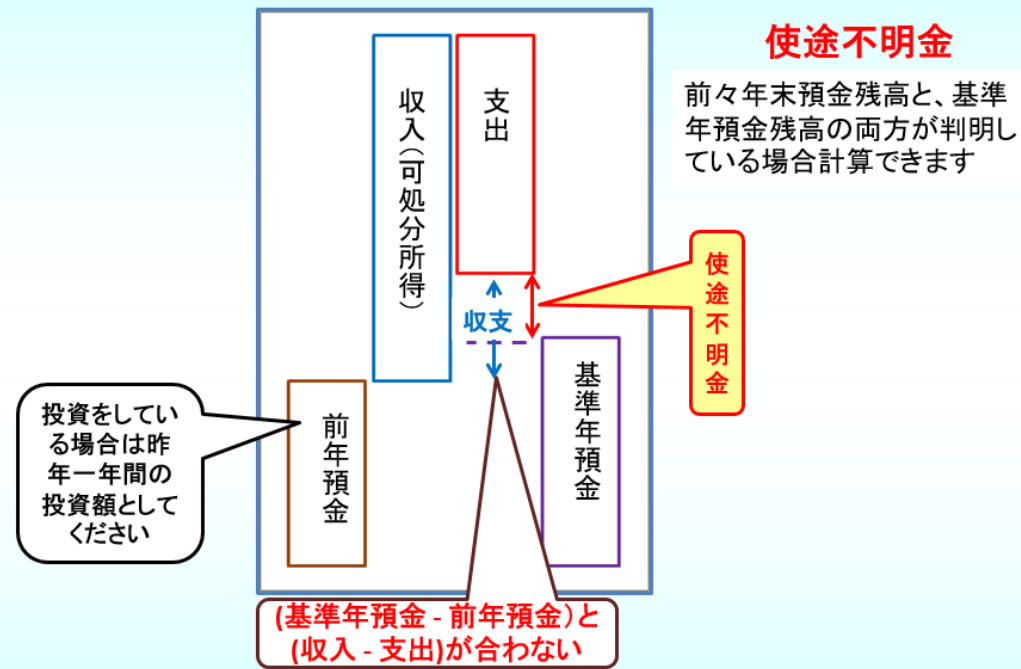 使途不明金
前々年末預金残高と、基準
年預金残高の両方が判明し
ている場合計算できます
収入(可処分所得)
支出
使途不明金
収支
投資をしてい
る場合は昨
年一年間の
投資額として
ください
前年預金
基準年預金
(基準年預金 - 前年預金)と
(収入 - 支出)が合わない